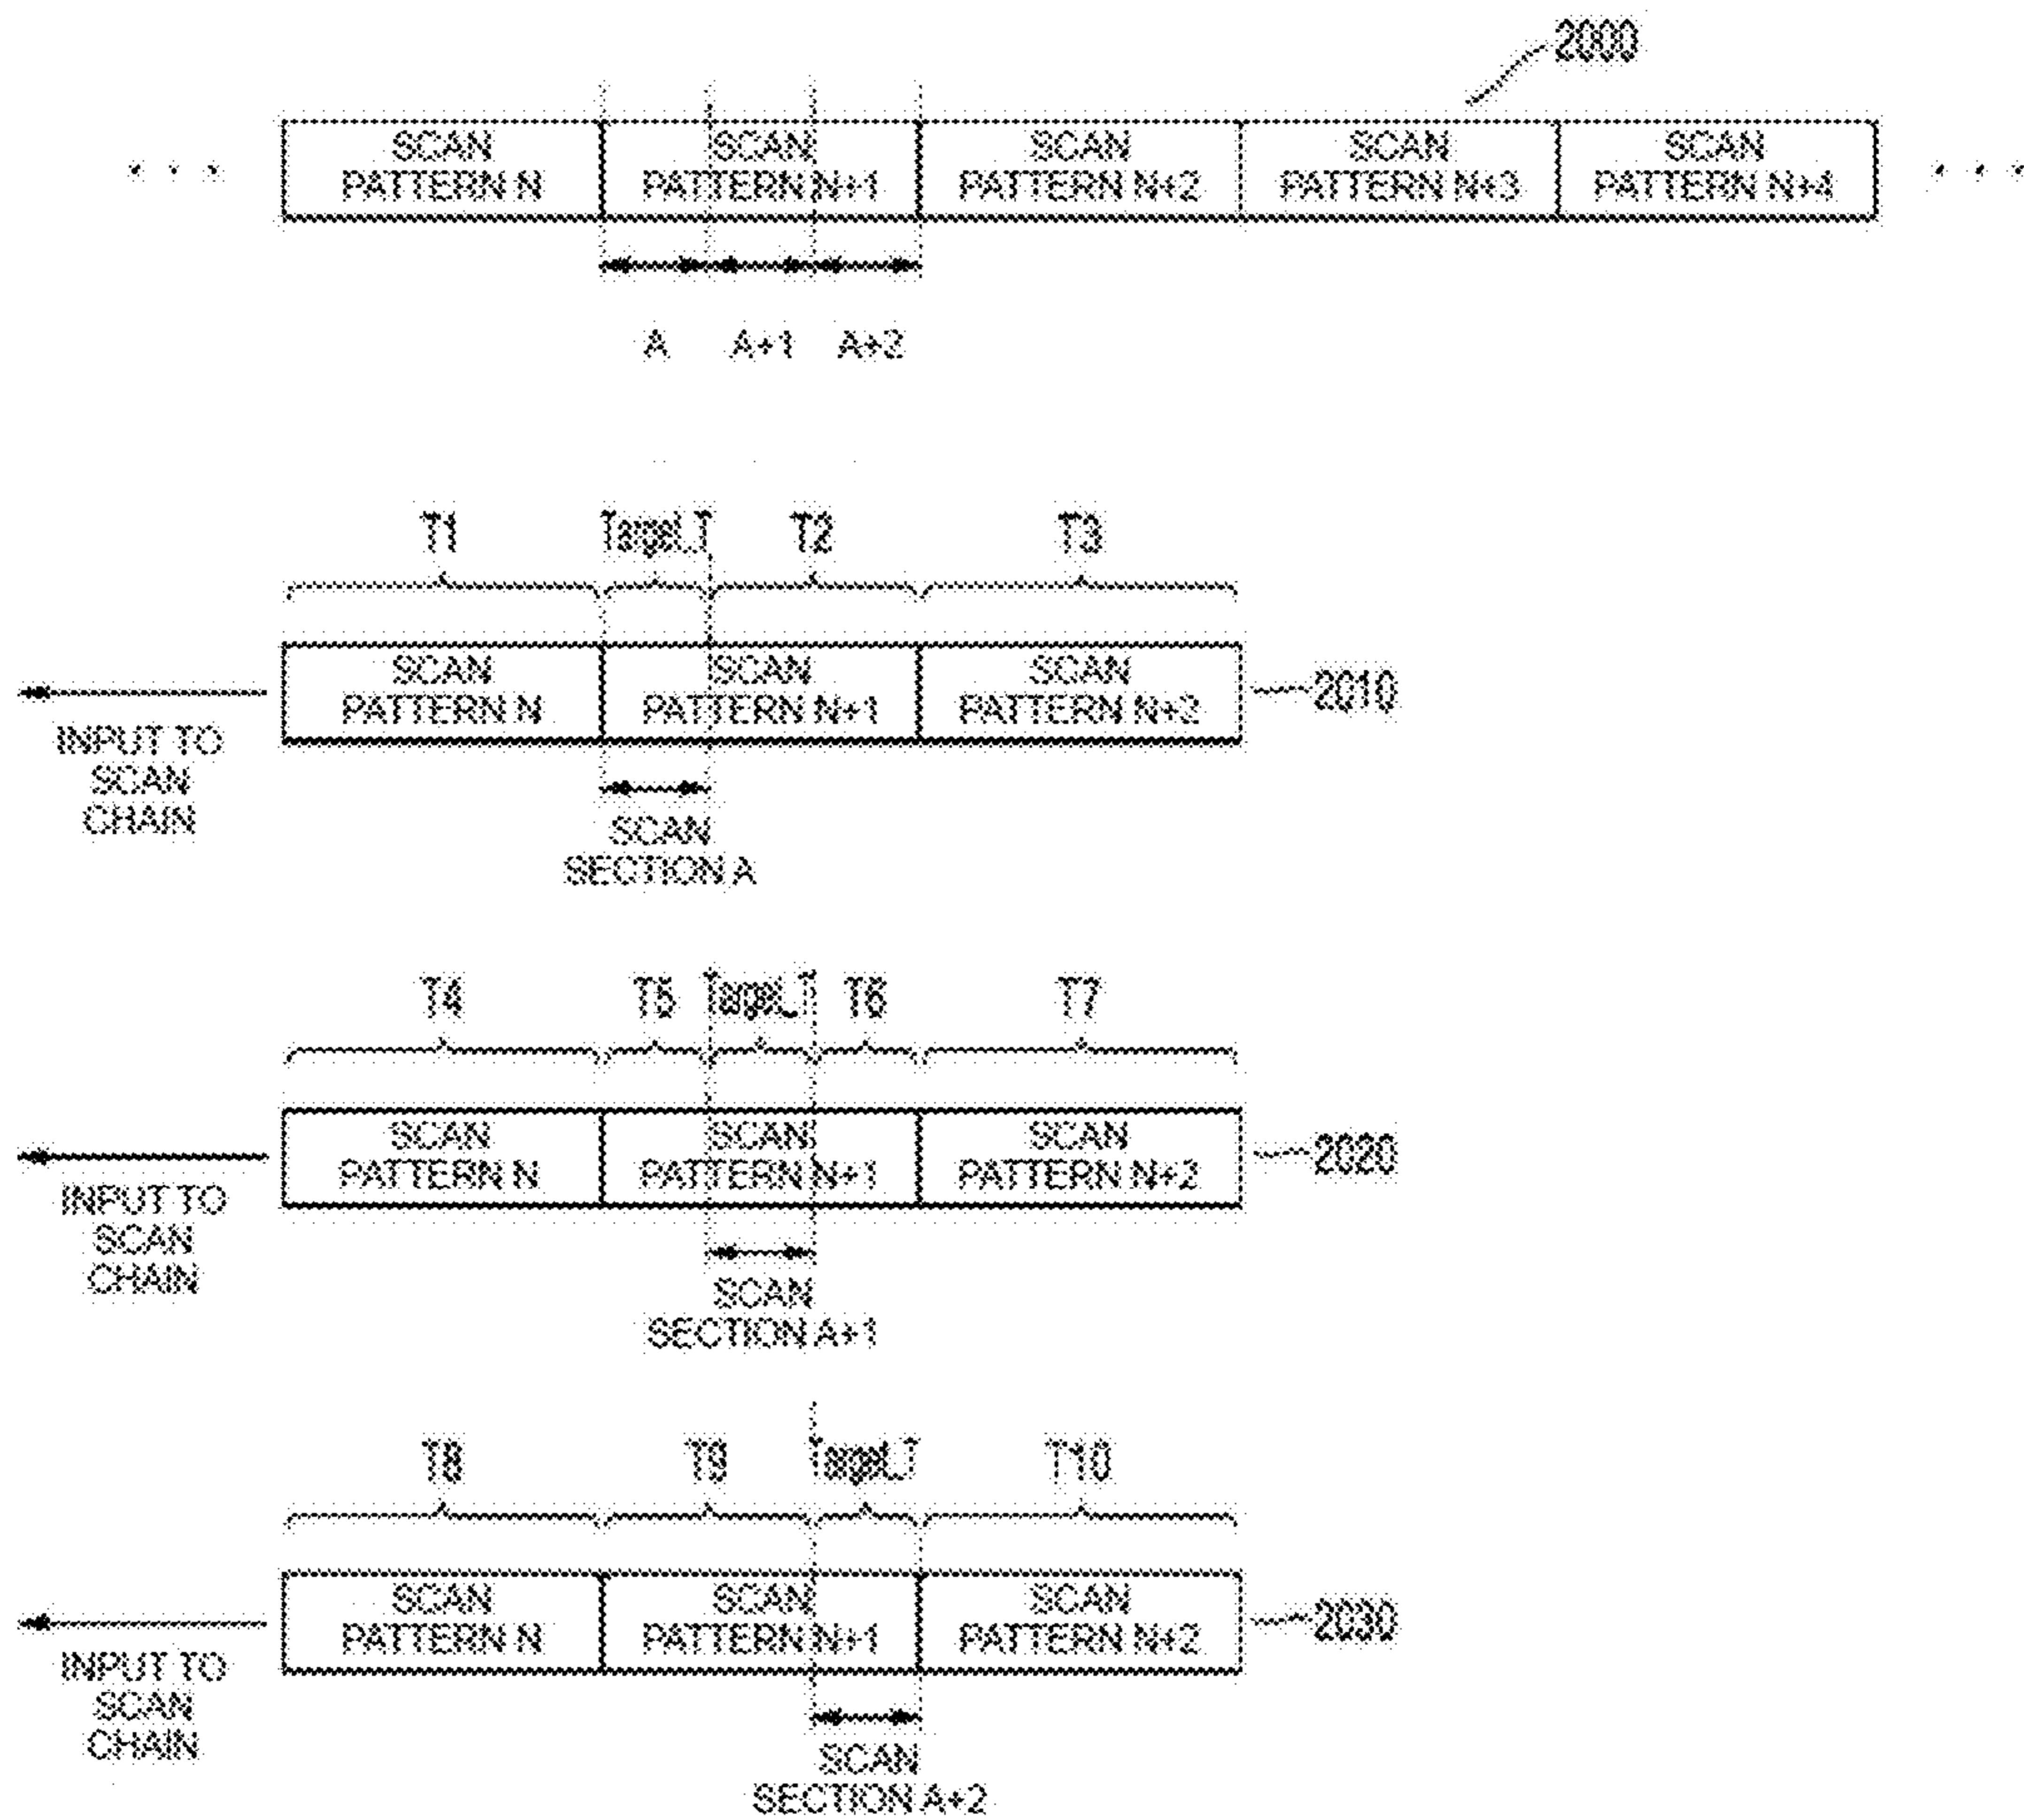 2000
SCAN PATTERN N
SCAN PATTERN N+1
SCAN PATTERN N+2
SCAN PATTERN N+3
SCAN PATTERN N+4
A A+1 A+2
T1 Target_T T2 T3
SCAN PATTERN N
SCAN PATTERN N+1
SCAN PATTERN N+2
2010
INPUT TO
SCAN
CHAIN
SCAN
SECTION A
T4 T5 Target_T T6 T7
SCAN PATTERN N
SCAN PATTERN N+1
SCAN PATTERN N+2
2020
INPUT TO
SCAN
CHAIN
SCAN
SECTION A+1
T8 T9 Target_T T10
SCAN PATTERN N
SCAN PATTERN N+1
SCAN PATTERN N+2
2030
INPUT TO
SCAN
CHAIN
SCAN
SECTION A+2